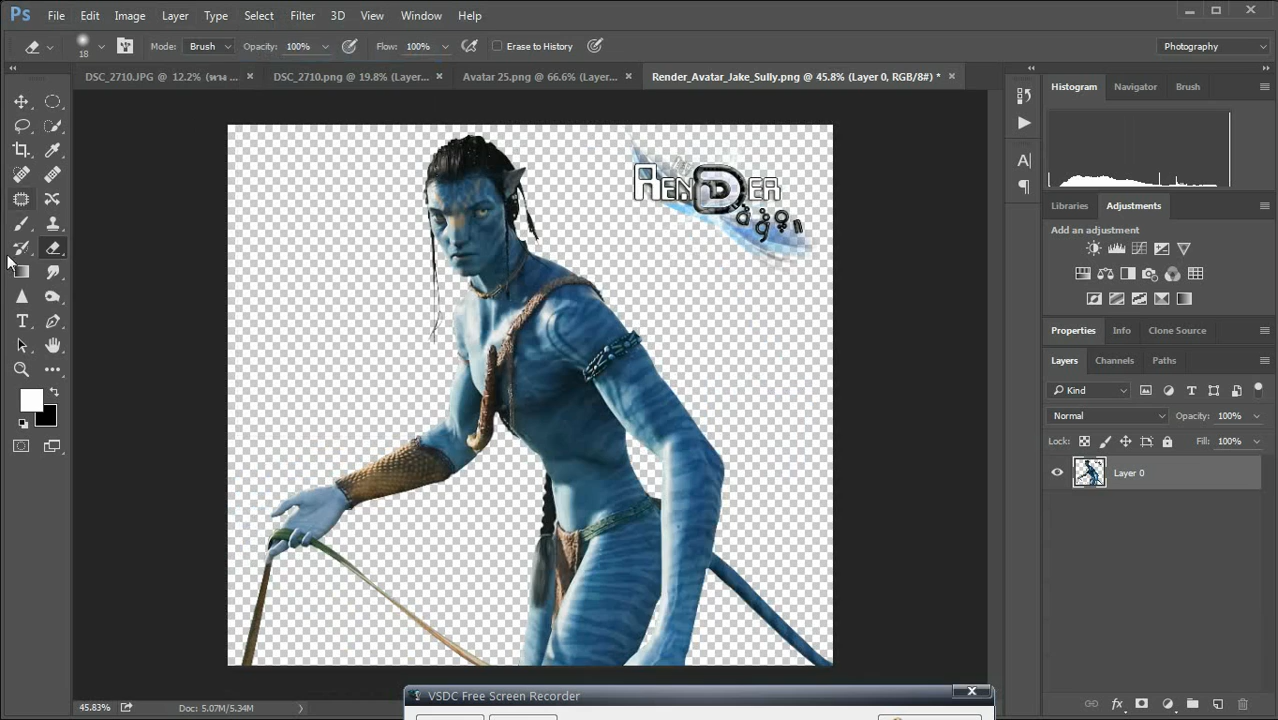 Ps File Edit Image Layer Type Select Filter 3D View Window Help
18 Mode: Brush Opacity: 100% Flow: 100% Erase to History Photography
DSC_2710.JPG @ 12.2% (ทาง ... DSC_2710.png @ 19.8% (Layer... Avatar 25.png @ 66.6% (Layer... Render_Avatar_Jake_Sully.png @ 45.8% (Layer 0, RGB/8#) *
Histogram Navigator Brush
RenDer
Libraries Adjustments
Add an adjustment
Properties Info Clone Source
Layers Channels Paths
Kind
Normal Opacity: 100%
Lock: Fill: 100%
Layer 0
45.83% Doc: 5.07M/5.34M
VSDC Free Screen Recorder